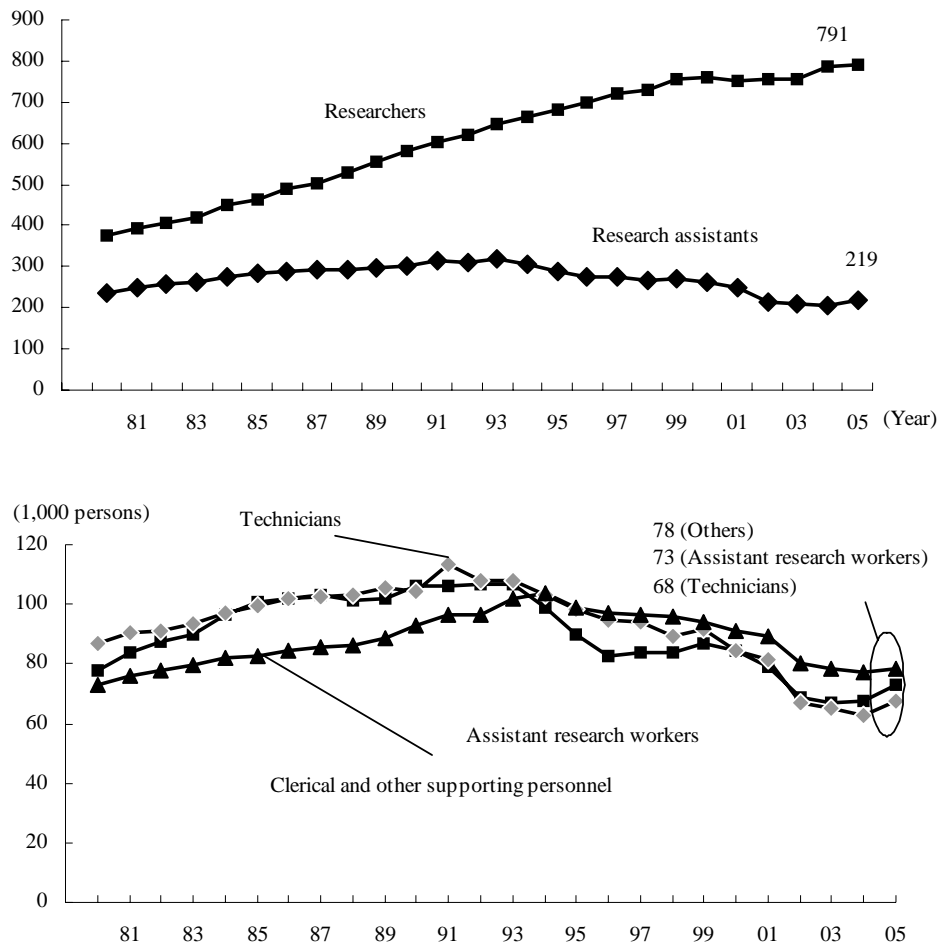 900
800
700
600
500
400
300
200
100
0
791
Researchers
Research assistants
219
81 83 85 87 89 91 93 95 97 99 01 03 05 (Year)
(1,000 persons)
120
100
80
60
40
20
0
Technicians
78 (Others)
73 (Assistant research workers)
68 (Technicians)
Assistant research workers
Clerical and other supporting personnel
81 83 85 87 89 91 93 95 97 99 01 03 05